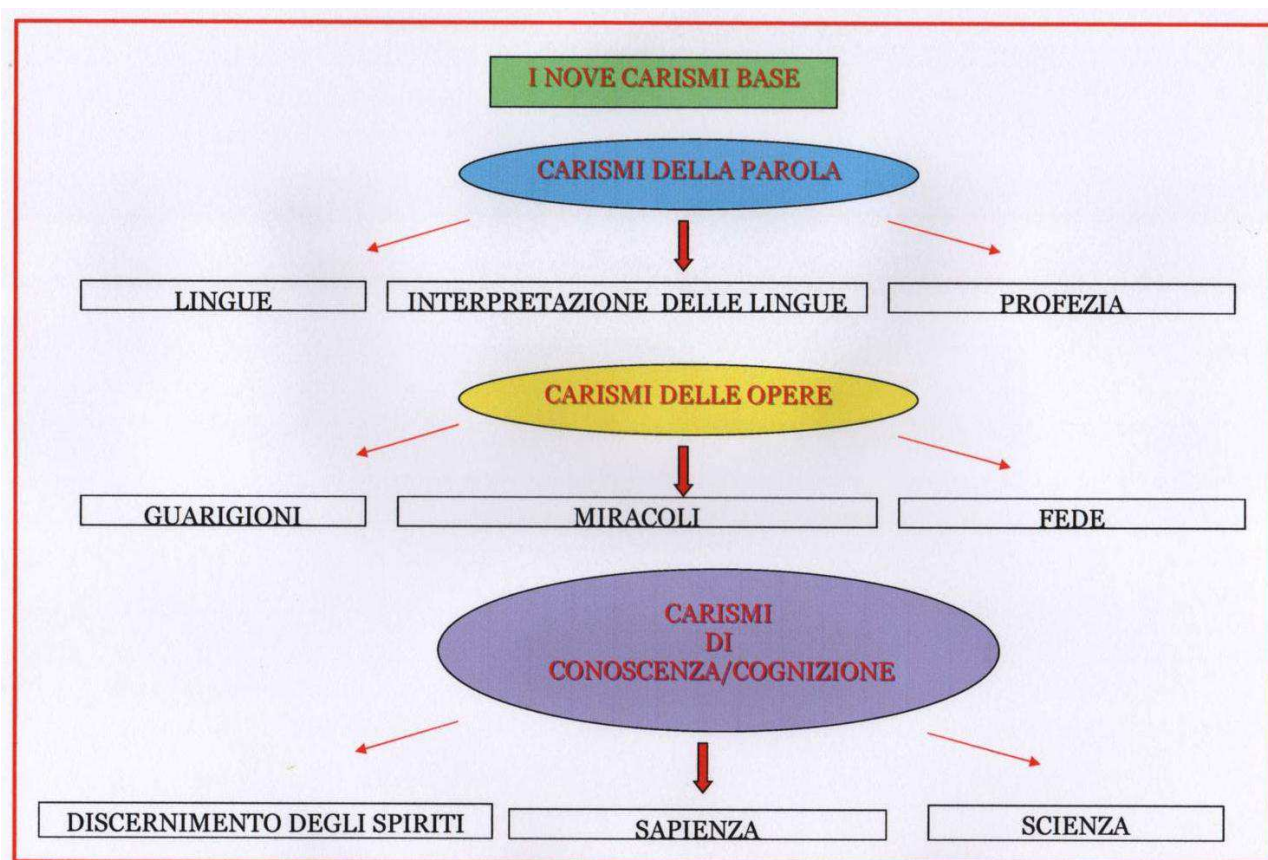 I NOVE CARISMI BASE
CARISMI DELLA PAROLA
LINGUE
INTERPRETAZIONE DELLE LINGUE
PROFEZIA
CARISMI DELLE OPERE
GUARIGIONI
MIRACOLI
FEDE
CARISMI
DI
CONOSCENZA/COGNIZIONE
DISCERNIMENTO DEGLI SPIRITI
SAPIENZA
SCIENZA